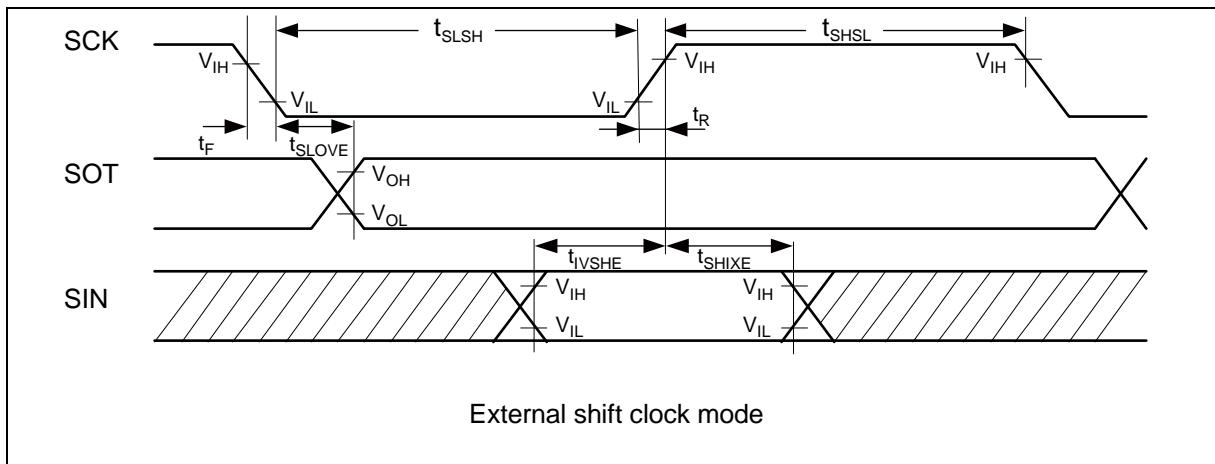 t_SLSH
t_SHSL
SCK
V_IH
V_IH
V_IH
V_IL
V_IL
t_R
t_F
t_SLOVE
SOT
V_OH
V_OL
t_IVSHE
t_SHIXE
SIN
V_IH
V_IH
V_IL
V_IL
External shift clock mode